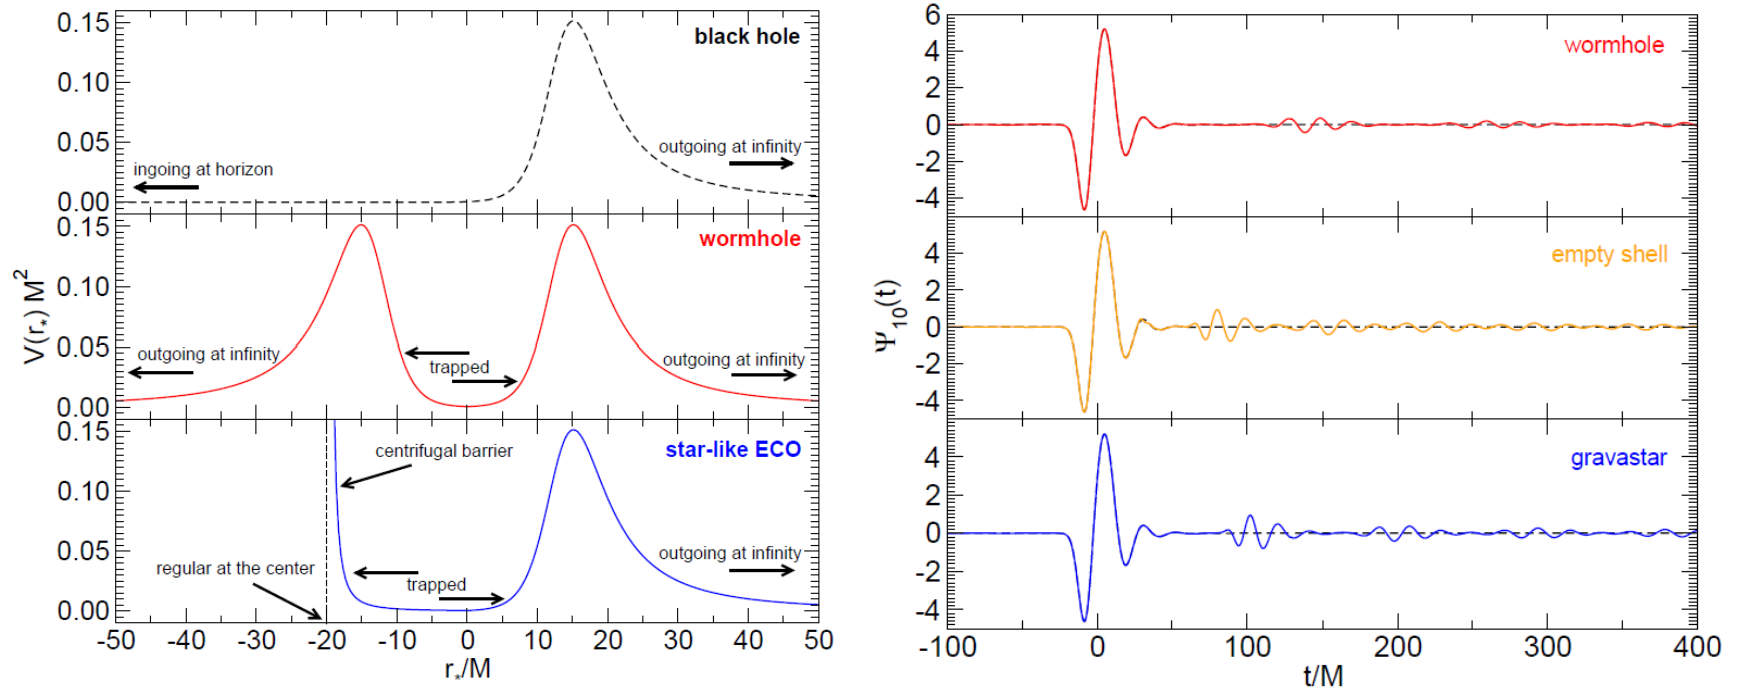 0.15
0.10
0.05
0.00
black hole
outgoing at infinity
ingoing at horizon
0.15
0.10
0.05
0.00
wormhole
outgoing at infinity
trapped
outgoing at infinity
V(r*) M²
0.15
0.10
0.05
0.00
star-like ECO
centrifugal barrier
outgoing at infinity
regular at the center
trapped
-50 -40 -30 -20 -10 0 10 20 30 40 50
r*/M
6
4
2
0
-2
-4
wormhole
4
2
0
-2
-4
empty shell
Ψ10(t)
4
2
0
-2
-4
gravastar
-100 0 100 200 300 400
t/M